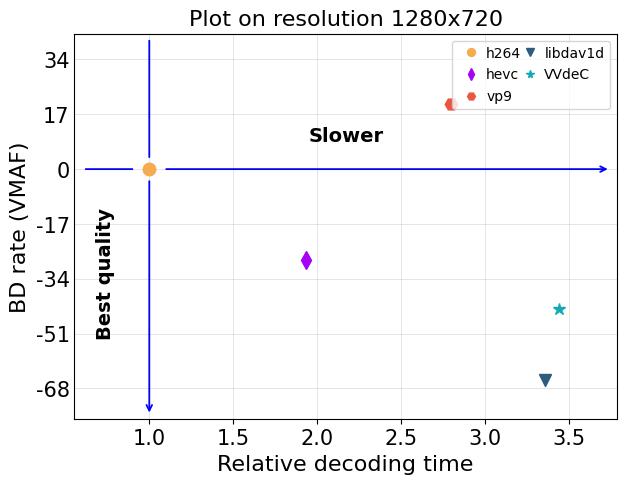 Plot on resolution 1280x720
h264
libdav1d
hevc
VVdeC
vp9
Slower
Best quality
BD rate (VMAF)
34
17
0
-17
-34
-51
-68
1.0
1.5
2.0
2.5
3.0
3.5
Relative decoding time